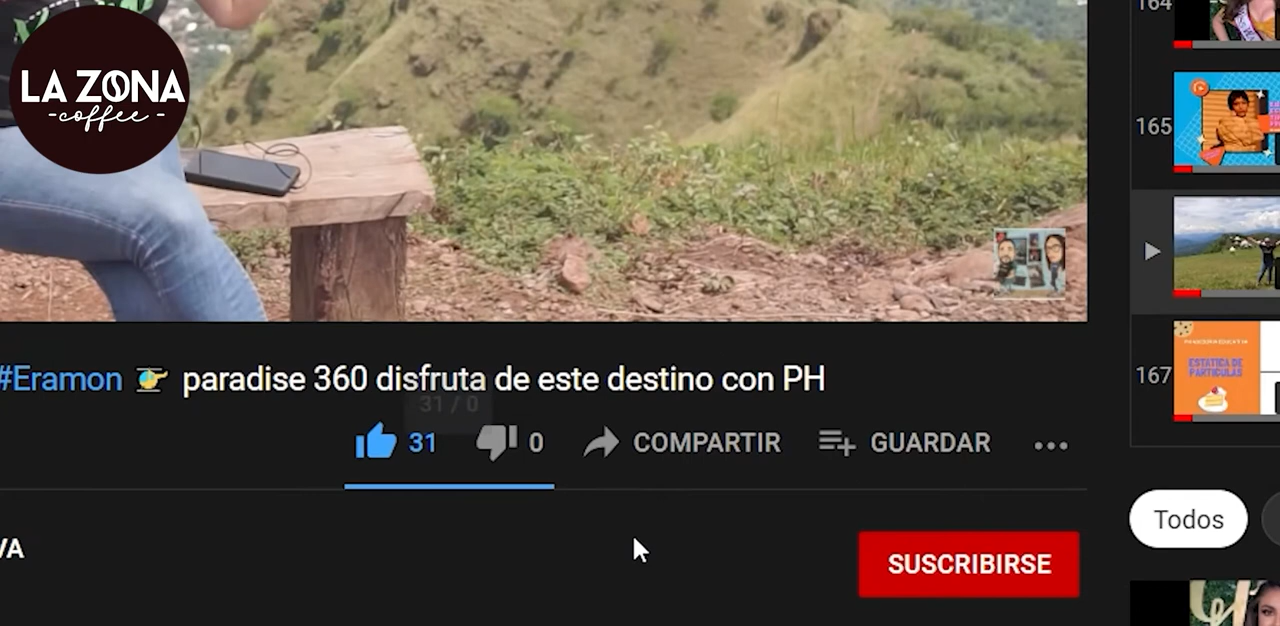 LA ZONA
-coffee-
164
165
167
ESTATICA DE
PARTICULAS
#Eramon paradise 360 disfruta de este destino con PH
31 / 0
31
0
COMPARTIR
GUARDAR
VA
SUSCRIBIRSE
Todos